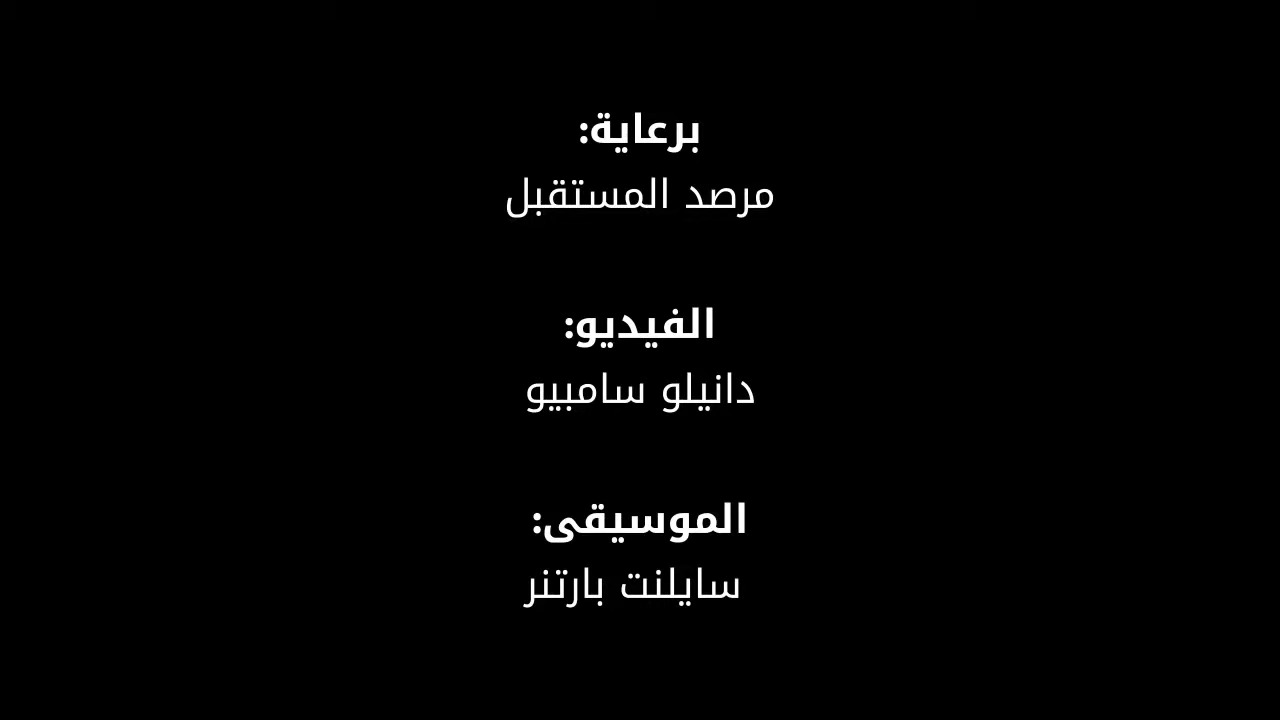 برعاية:
مرصد المستقبل
الفيديو:
دانيلو سامبيو
الموسيقى:
سايلنت بارتنر